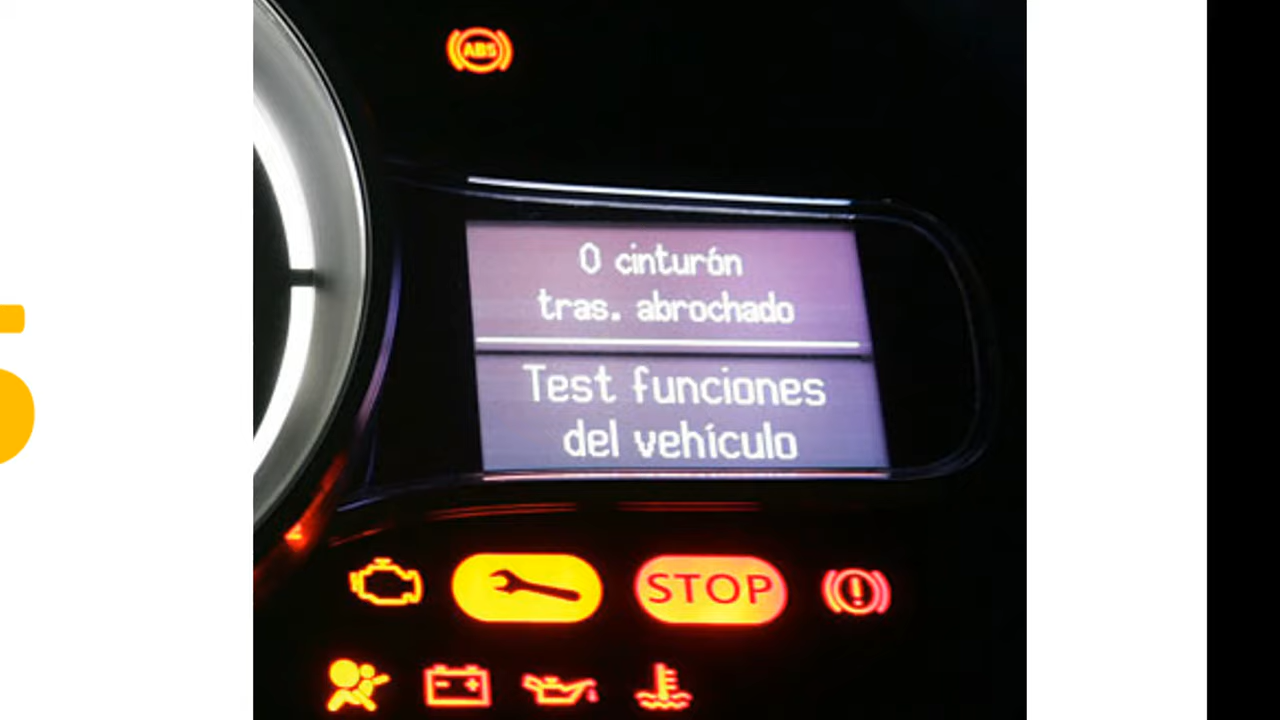 ABS
0 cinturón
tras. abrochado
Test funciones
del vehículo
STOP